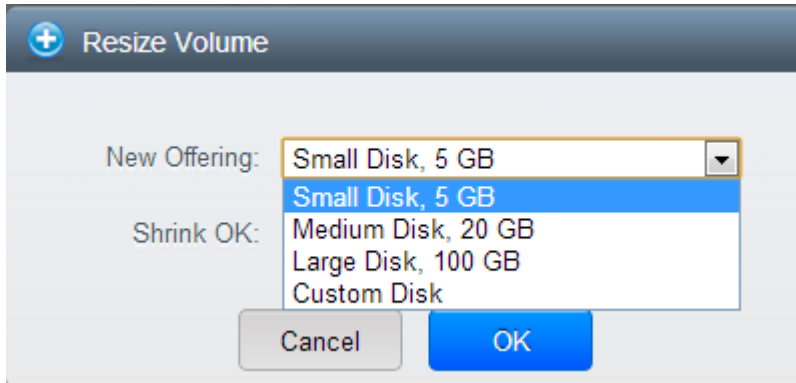 Resize Volume
New Offering: Small Disk, 5 GB
Small Disk, 5 GB
Shrink OK: Medium Disk, 20 GB
Large Disk, 100 GB
Custom Disk
Cancel OK